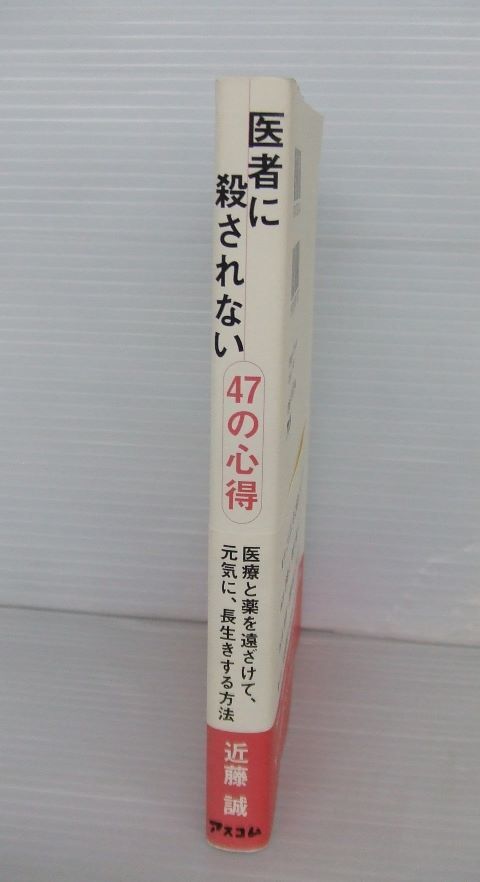 医者に
殺されない
47の心得
医療と薬を遠ざけて、
元気に、長生きする方法
近藤 誠
アスコム